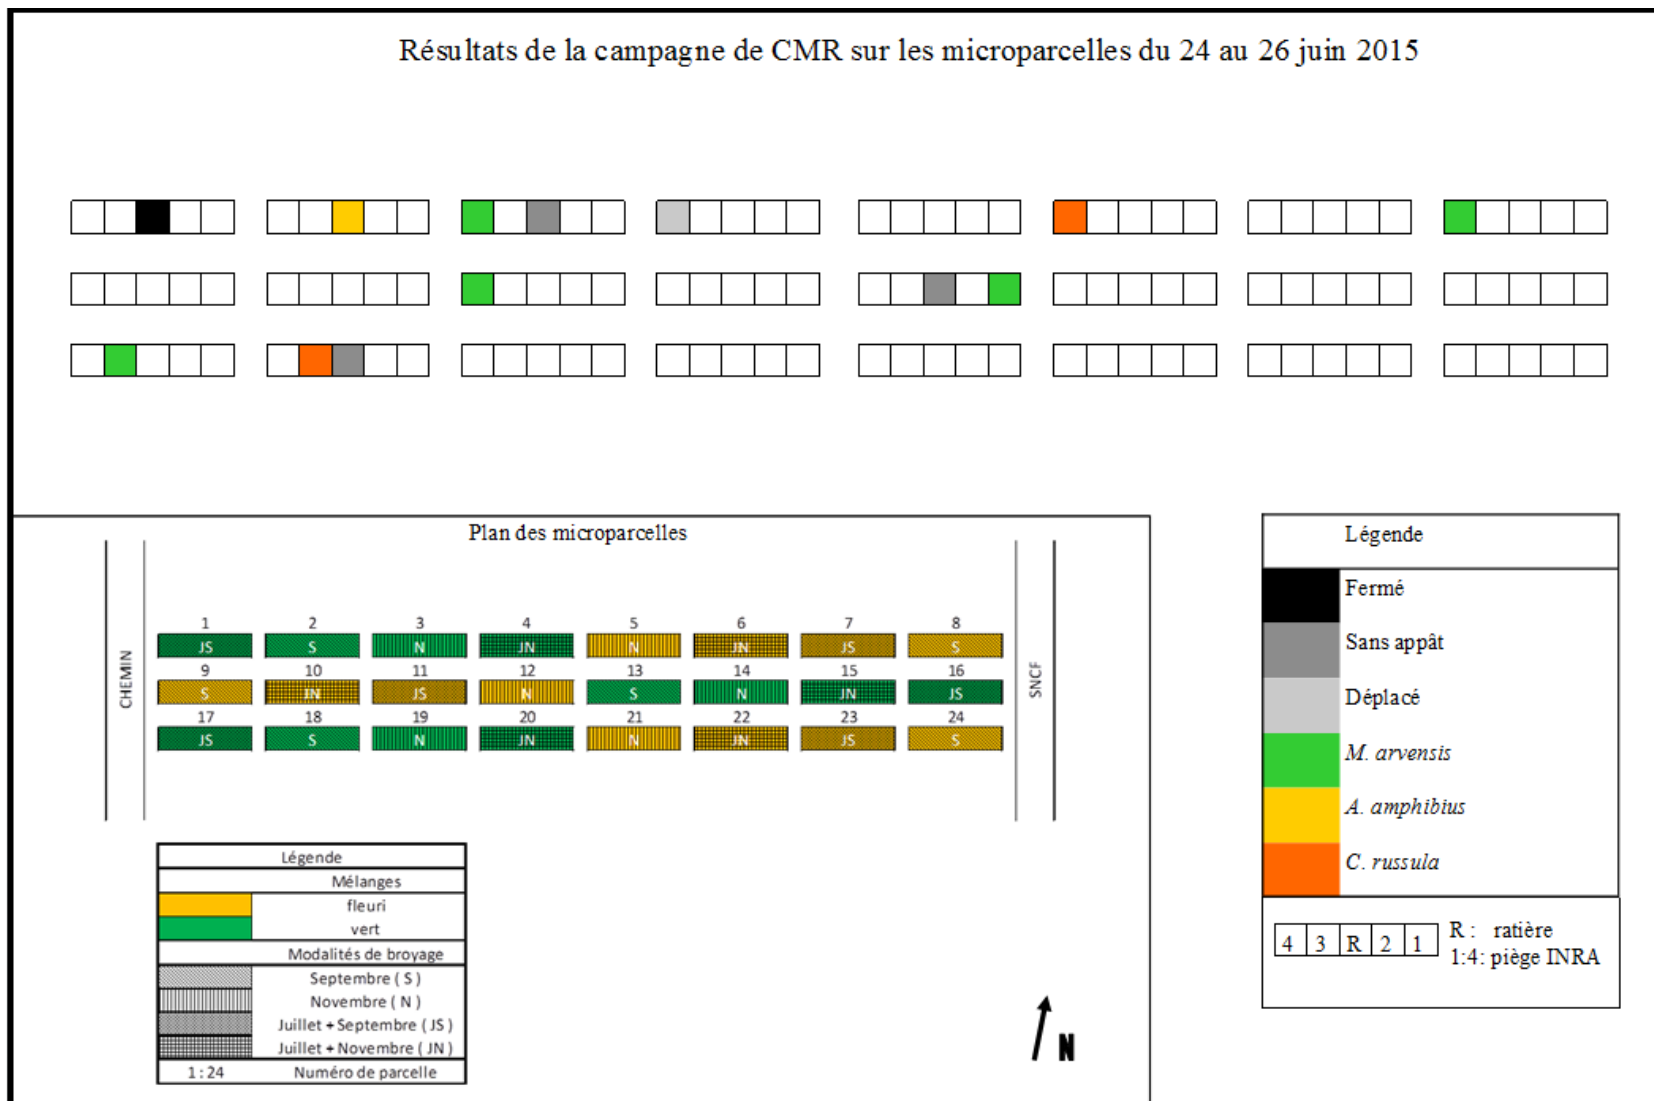 Résultats de la campagne de CMR sur les microparcelles du 24 au 26 juin 2015
Plan des microparcelles
CHEMIN
SNCF
1 2 3 4 5 6 7 8
JS S N JN N JN JS S
9 10 11 12 13 14 15 16
S JN JS N S N JN JS
17 18 19 20 21 22 23 24
JS S N JN N JN JS S
Légende
Mélanges
fleuri
vert
Modalités de broyage
Septembre ( S )
Novembre ( N )
Juillet + Septembre ( JS )
Juillet + Novembre ( JN )
1 : 24 Numéro de parcelle
N
Légende
Fermé
Sans appât
Déplacé
M. arvensis
A. amphibius
C. russula
4 3 R 2 1
R : ratière
1:4: piège INRA